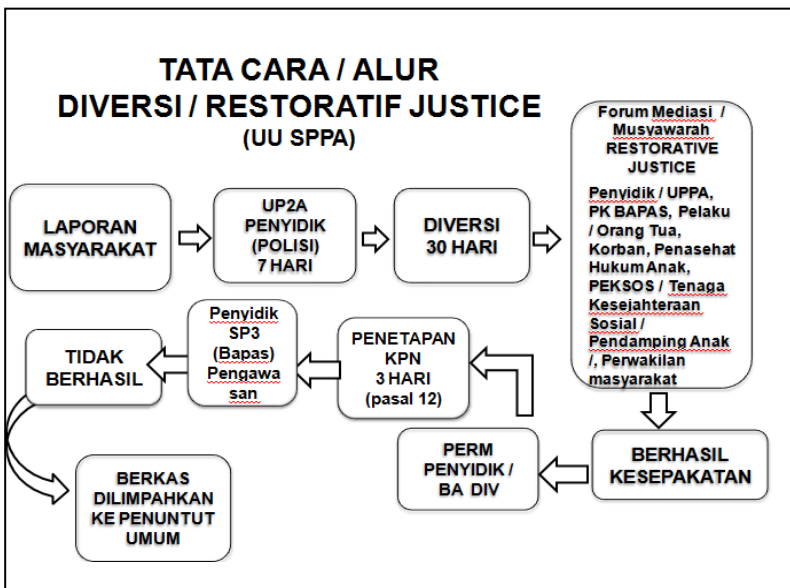 TATA CARA / ALUR
DIVERSI / RESTORATIF JUSTICE
(UU SPPA)
LAPORAN
MASYARAKAT
UP2A
PENYIDIK
(POLISI)
7 HARI
DIVERSI
30 HARI
Forum Mediasi /
Musyawarah
RESTORATIVE
JUSTICE
Penyidik / UPPA,
PK BAPAS, Pelaku
/ Orang Tua,
Korban, Penasehat
Hukum Anak,
PEKSOS / Tenaga
Kesejahteraan
Sosial /
Pendamping Anak
/, Perwakilan
masyarakat
BERHASIL
KESEPAKATAN
PERM
PENYIDIK /
BA DIV
PENETAPAN
KPN
3 HARI
(pasal 12)
Penyidik
SP3
(Bapas)
Pengawa
san
TIDAK
BERHASIL
BERKAS
DILIMPAHKAN
KE PENUNTUT
UMUM